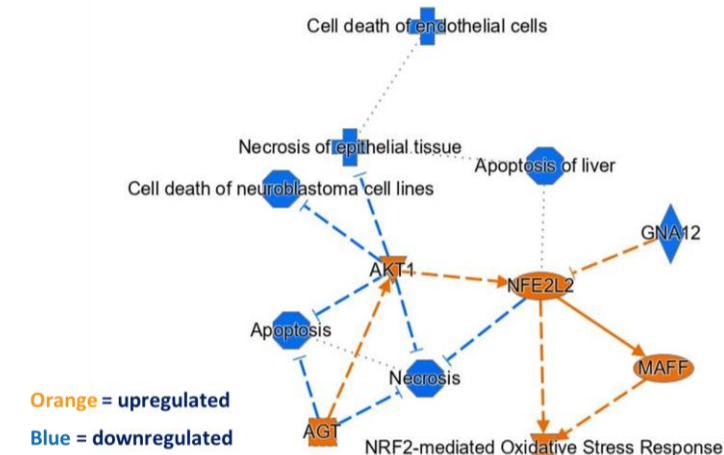 Cell death of endothelial cells
Necrosis of epithelial tissue
Apoptosis of liver
Cell death of neuroblastoma cell lines
GNA12
AKT1
NFE2L2
Apoptosis
MAFF
Necrosis
Orange = upregulated
AGT
Blue = downregulated
NRF2-mediated Oxidative Stress Response